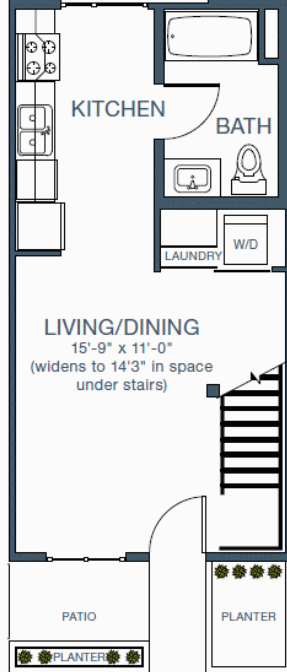 KITCHEN
BATH
LAUNDRY
W/D
LIVING/DINING
15'-9" x 11'-0"
(widens to 14'3" in space
under stairs)
PATIO
PLANTER
PLANTER